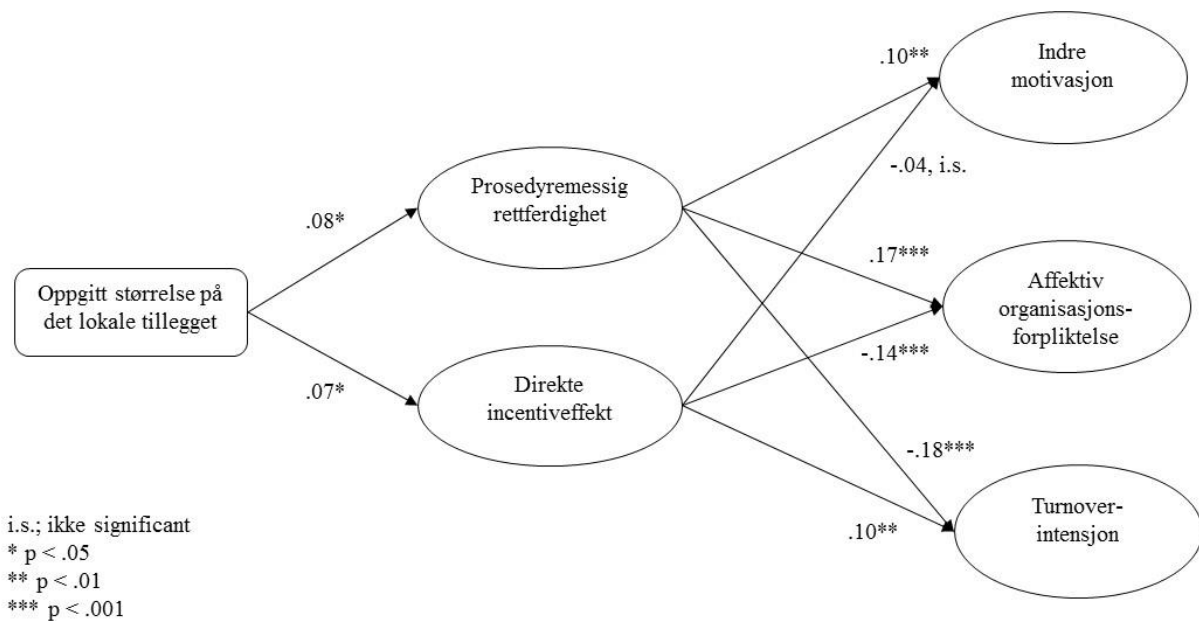 Indre
motivasjon
.10**
-.04, i.s.
Prosedyremessig
rettferdighet
.08*
.17***
Oppgitt størrelse på
det lokale tillegget
Affektiv
organisasjons-
forpliktelse
-.14***
.07*
Direkte
incentiveffekt
-.18***
.10**
Turnover-
intensjon
i.s.; ikke significant
* p < .05
** p < .01
*** p < .001